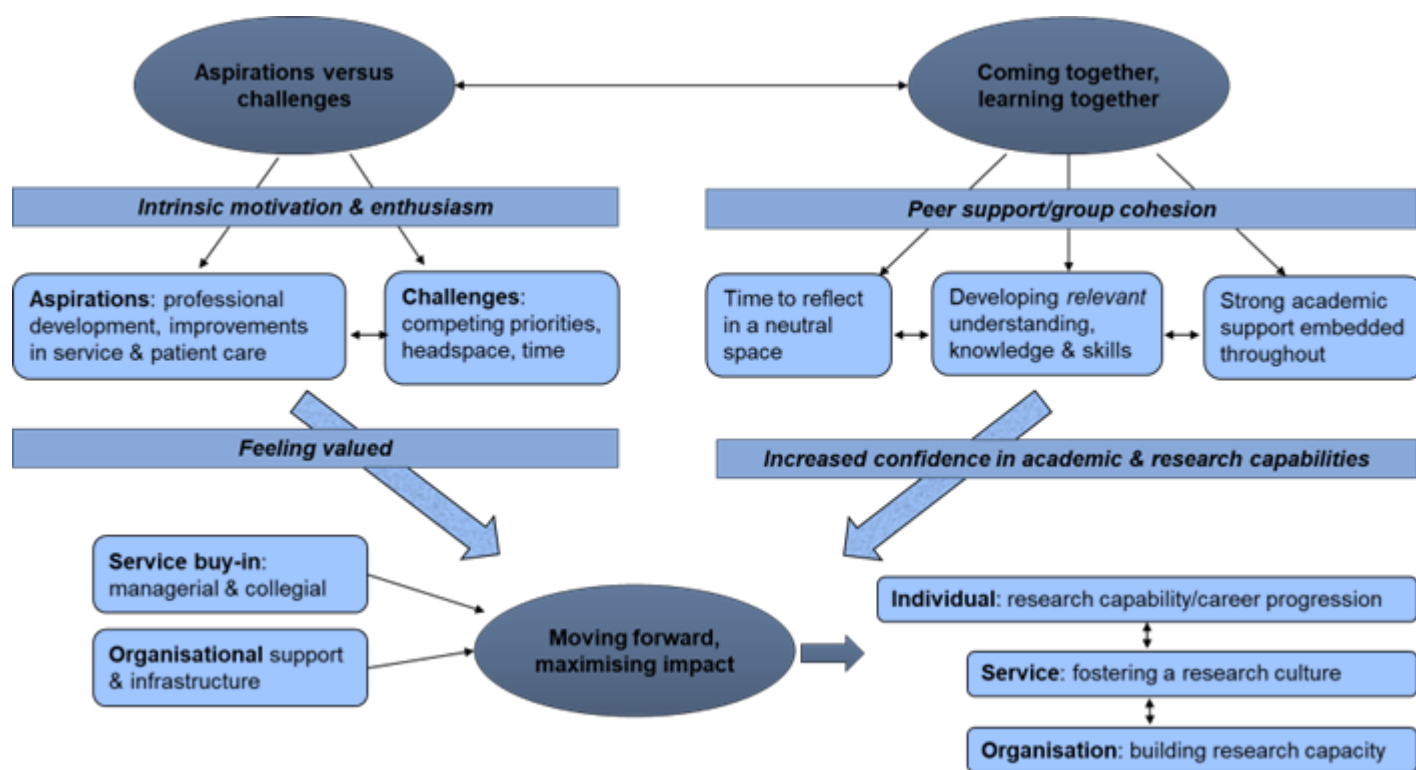 Aspirations versus
challenges
Coming together,
learning together
Intrinsic motivation & enthusiasm
Peer support/group cohesion
Aspirations: professional
development, improvements
in service & patient care
Challenges:
competing priorities,
headspace, time
Time to reflect
in a neutral
space
Developing relevant
understanding,
knowledge & skills
Strong academic
support embedded
throughout
Feeling valued
Increased confidence in academic & research capabilities
Service buy-in:
managerial & collegial
Organisational support
& infrastructure
Moving forward,
maximising impact
Individual: research capability/career progression
Service: fostering a research culture
Organisation: building research capacity